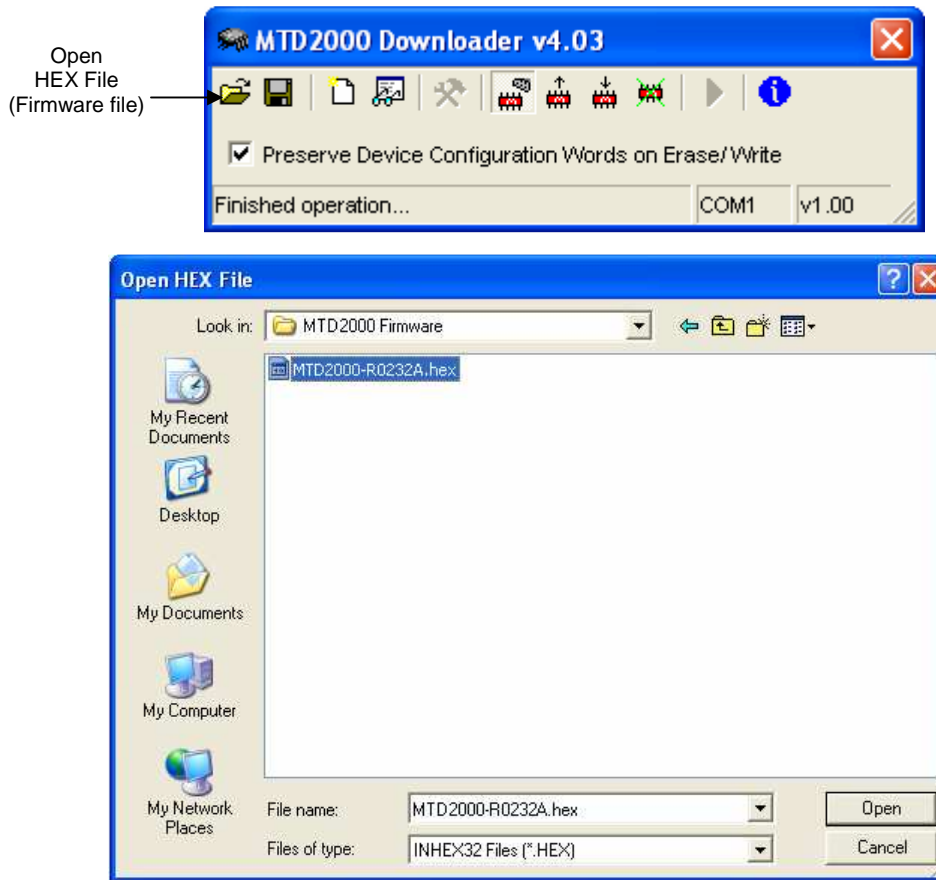 Open
HEX File
(Firmware file)
MTD2000 Downloader v4.03
Preserve Device Configuration Words on Erase/Write
Finished operation...
COM1
v1.00
Open HEX File
Look in:
MTD2000 Firmware
MTD2000-R0232A.hex
My Recent
Documents
Desktop
My Documents
My Computer
My Network
Places
File name:
MTD2000-R0232A.hex
Open
Files of type:
INHEX32 Files (*.HEX)
Cancel